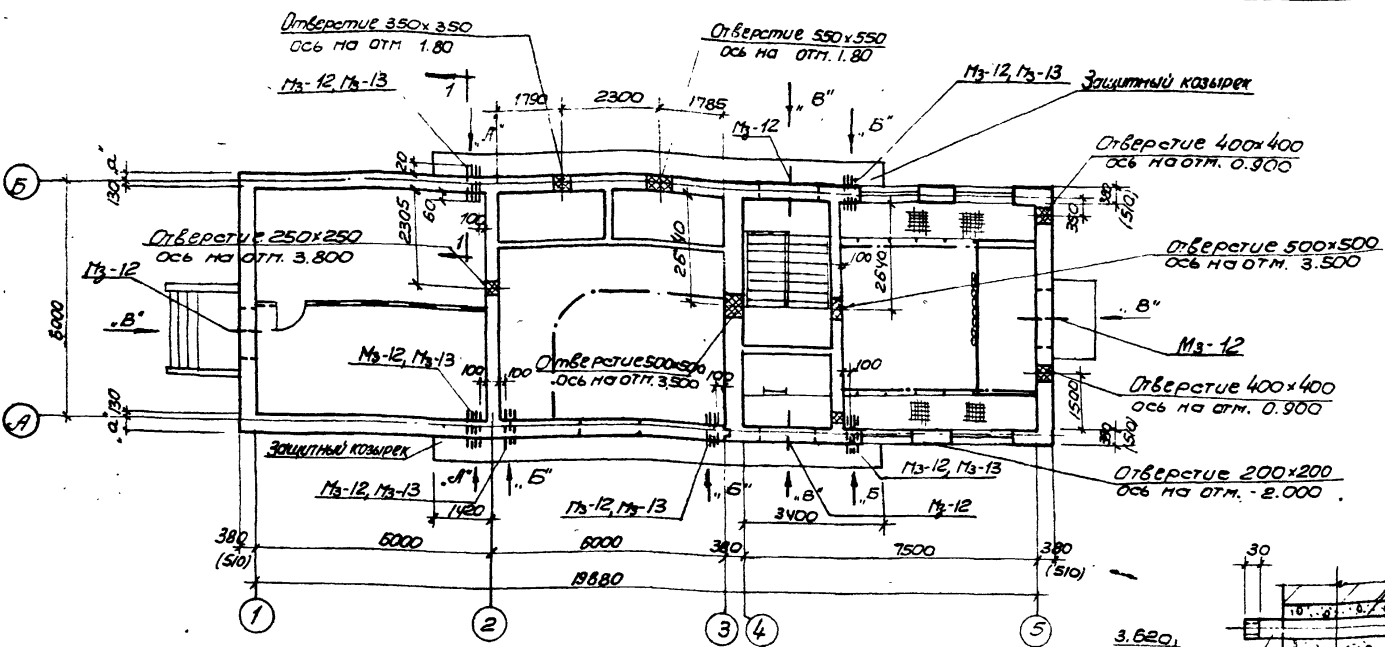 Отверстие 350х350
ось на отм 1.80
Отверстие 550х550
ось на отм. 1.80
Мз-12, Мз-13
1
1790
2300
1785
„В"
Мз-12
„Б"
Мз-12, Мз-13
Защитный козырек
Отверстие 400х400
ось на отм. 0.900
„А"
Б
130
„а"
20
60
2305
100
1
2640
100
2640
350
380
(510)
Отверстие 250х250
ось на отм. 3.800
Отверстие 500х500
ось на отм. 3.500
Мз-12
„В"
6000
„В"
Мз-12
Мз-12, Мз-13
100
100
Отверстие 500х500
ось на отм. 3,500
100
100
Отверстие 400х400
ось на отм. 0.900
1500
А
130
„а"
380
(510)
Защитный козырек
Отверстие 200х200
ось на отм. -2.000
Мз-12, Мз-13
„А"
„Б"
Мз-12, Мз-13
„Б"
„В"
„Б
Мз-12, Мз-13
Мз-12
1420
3400
380
(510)
6000
6000
380
7500
380
(510)
19880
30
1
2
3
4
5
3.620